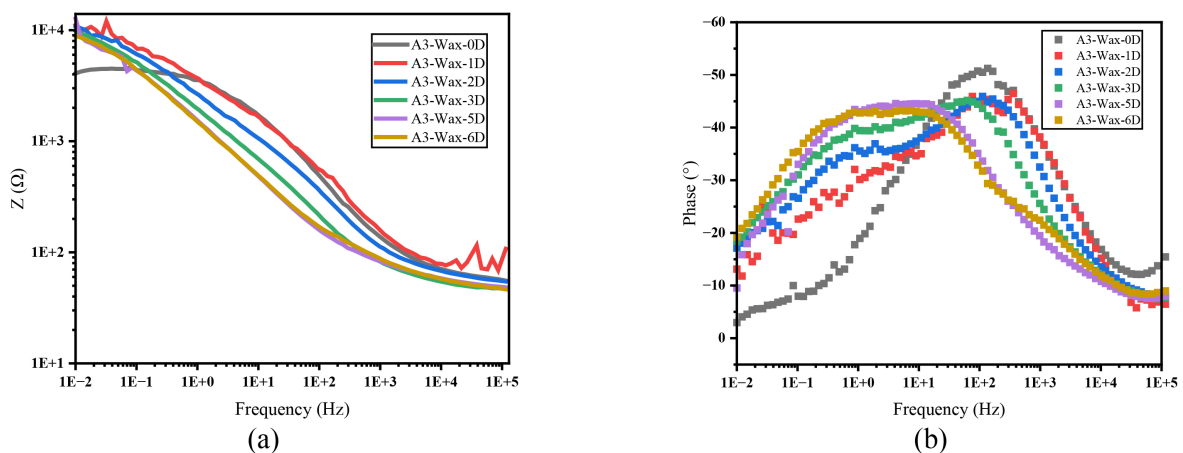 1E+4
1E+3
1E+2
1E+1
Z (Ω)
A3-Wax-0D
A3-Wax-1D
A3-Wax-2D
A3-Wax-3D
A3-Wax-5D
A3-Wax-6D
1E−2 1E−1 1E+0 1E+1 1E+2 1E+3 1E+4 1E+5
Frequency (Hz)
(a)
−60
−50
−40
−30
−20
−10
0
Phase (°)
A3-Wax-0D
A3-Wax-1D
A3-Wax-2D
A3-Wax-3D
A3-Wax-5D
A3-Wax-6D
1E−2 1E−1 1E+0 1E+1 1E+2 1E+3 1E+4 1E+5
Frequency (Hz)
(b)